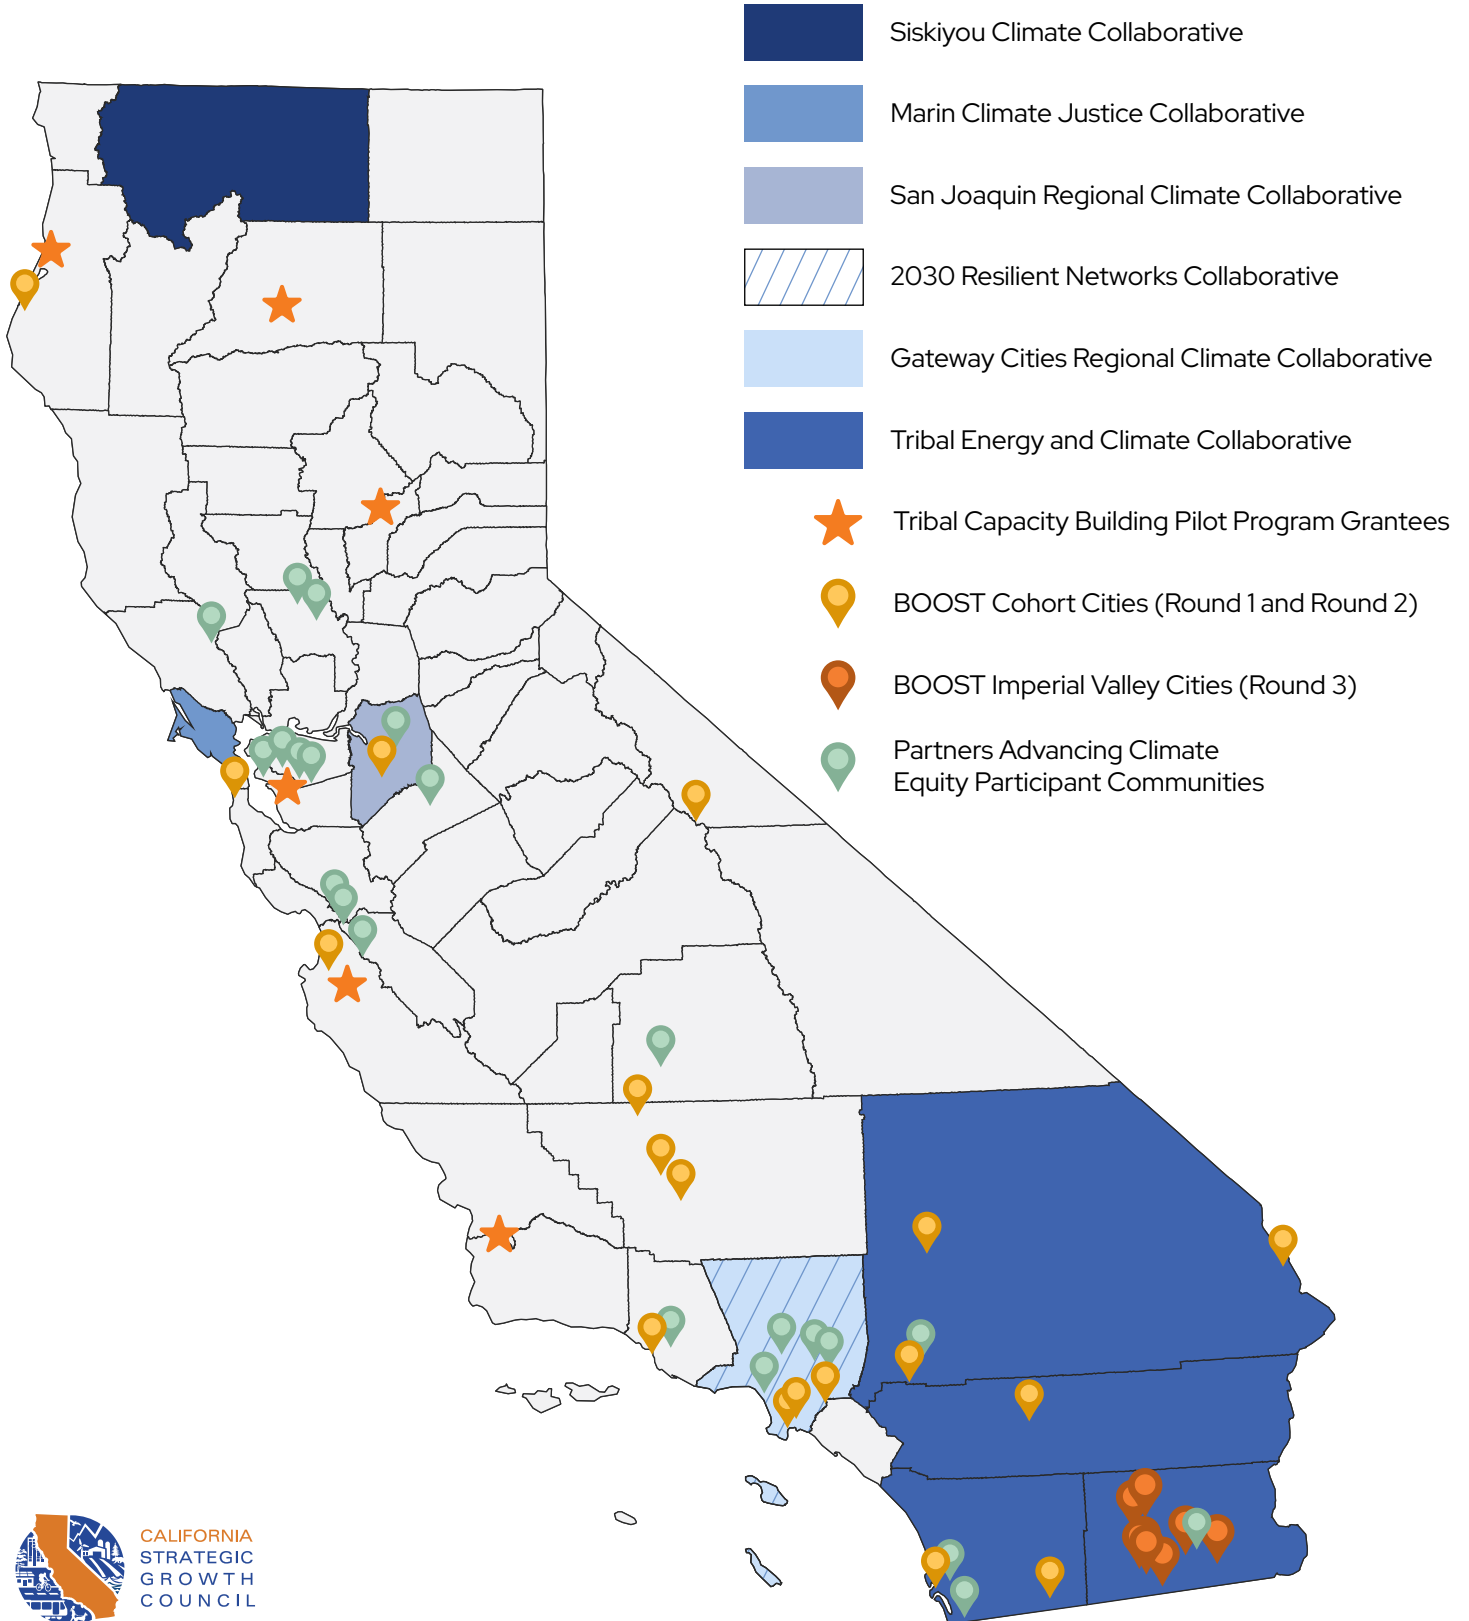 Siskiyou Climate Collaborative
Marin Climate Justice Collaborative
San Joaquin Regional Climate Collaborative
2030 Resilient Networks Collaborative
Gateway Cities Regional Climate Collaborative
Tribal Energy and Climate Collaborative
Tribal Capacity Building Pilot Program Grantees
BOOST Cohort Cities (Round 1 and Round 2)
BOOST Imperial Valley Cities (Round 3)
Partners Advancing Climate
Equity Participant Communities
CALIFORNIA
STRATEGIC
GROWTH
COUNCIL